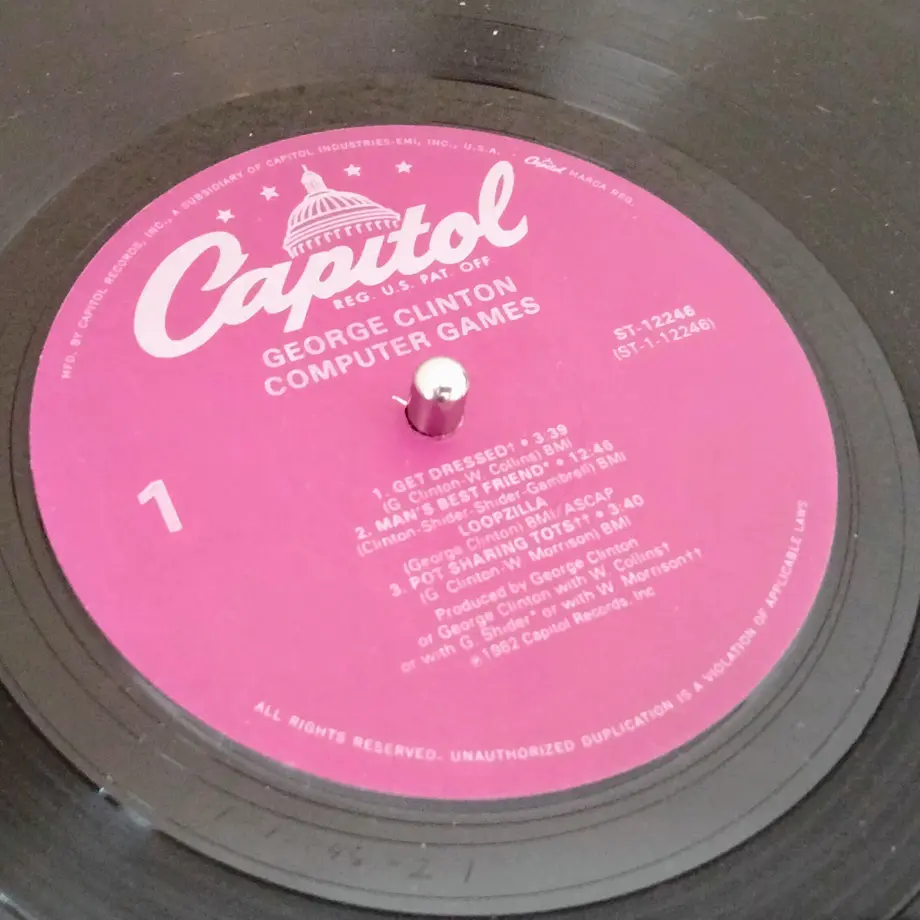 MFD. BY CAPITOL RECORDS, INC., A SUBSIDIARY OF CAPITOL INDUSTRIES-EMI, INC., U.S.A. . Capitol MARCA REG.
Capitol
REG. U.S. PAT. OFF.
GEORGE CLINTON
COMPUTER GAMES
ST-12246
(ST-1-12246)
1
1. GET DRESSED† • 3:39
(G. Clinton-W. Collins) BMI
2. MAN'S BEST FRIEND* • 12:46
(Clinton-Shider-Shider-Gambrell) BMI
LOOPZILLA
(George Clinton) BMI/ASCAP
3. POT SHARING TOTS†† • 3:40
(G. Clinton-W. Morrison) BMI
Produced by George Clinton
or George Clinton with W. Collins†
or with G. Shider* or with W. Morrison††
℗1982 Capitol Records, Inc.
ALL RIGHTS RESERVED. UNAUTHORIZED DUPLICATION IS A VIOLATION OF APPLICABLE LAWS